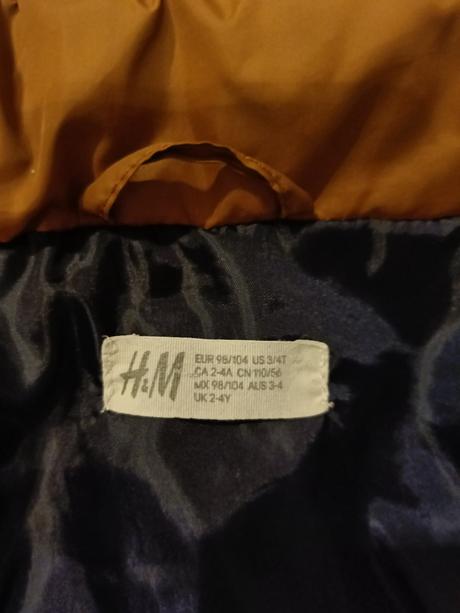 H&M
EUR 98/104 US 3/4T
CA 2-4A CN 110/56
MX 98/104 AUS 3-4
UK 2-4Y